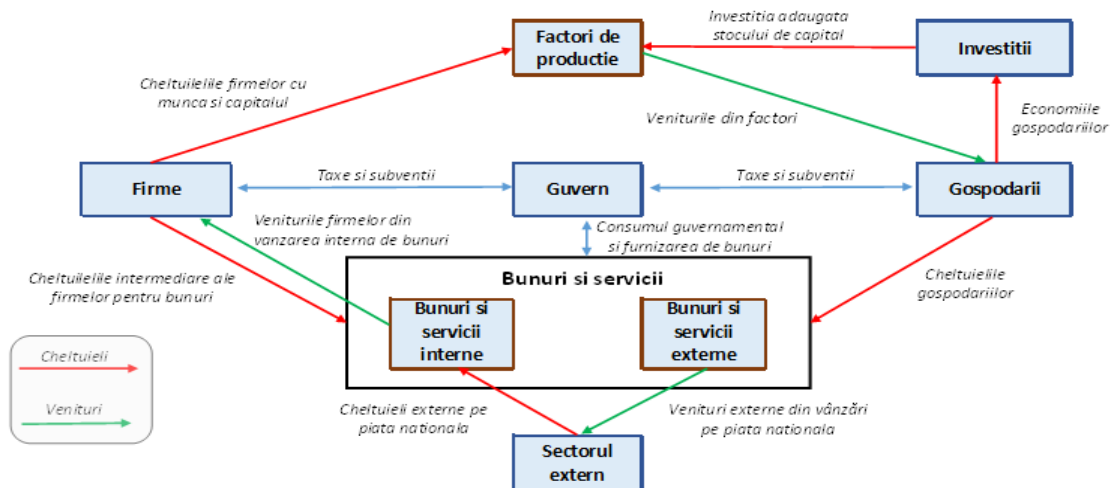 Factori de
productie
Investitia adaugata
stocului de capital
Investitii
Cheltuilelile firmelor cu
munca si capitalul
Veniturile din factori
Economiile
gospodariilor
Firme
Taxe si subventii
Guvern
Taxe si subventii
Gospodarii
Veniturile firmelor din
vanzarea interna de bunuri
Consumul guvernamental
si furnizarea de bunuri
Cheltuilelile intermediare ale
firmelor pentru bunuri
Bunuri si servicii
Cheltuielile
gospodariilor
Bunuri si
servicii
interne
Bunuri si
servicii
externe
Cheltuieli
Venituri
Cheltuieli externe pe
piata nationala
Venituri externe din vânzări
pe piata nationala
Sectorul
extern